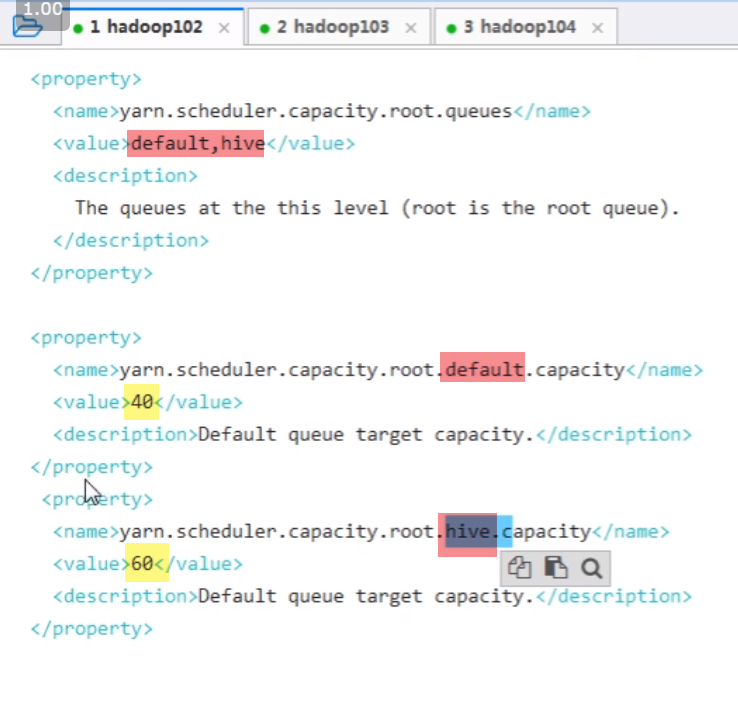 1.00
1 hadoop102 × 2 hadoop103 × 3 hadoop104 ×
<property>
<name>yarn.scheduler.capacity.root.queues</name>
<value>default,hive</value>
<description>
The queues at the this level (root is the root queue).
</description>
</property>
<property>
<name>yarn.scheduler.capacity.root.default.capacity</name>
<value>40</value>
<description>Default queue target capacity.</description>
</property>
<property>
<name>yarn.scheduler.capacity.root.hive.capacity</name>
<value>60</value>
<description>Default queue target capacity.</description>
</property>